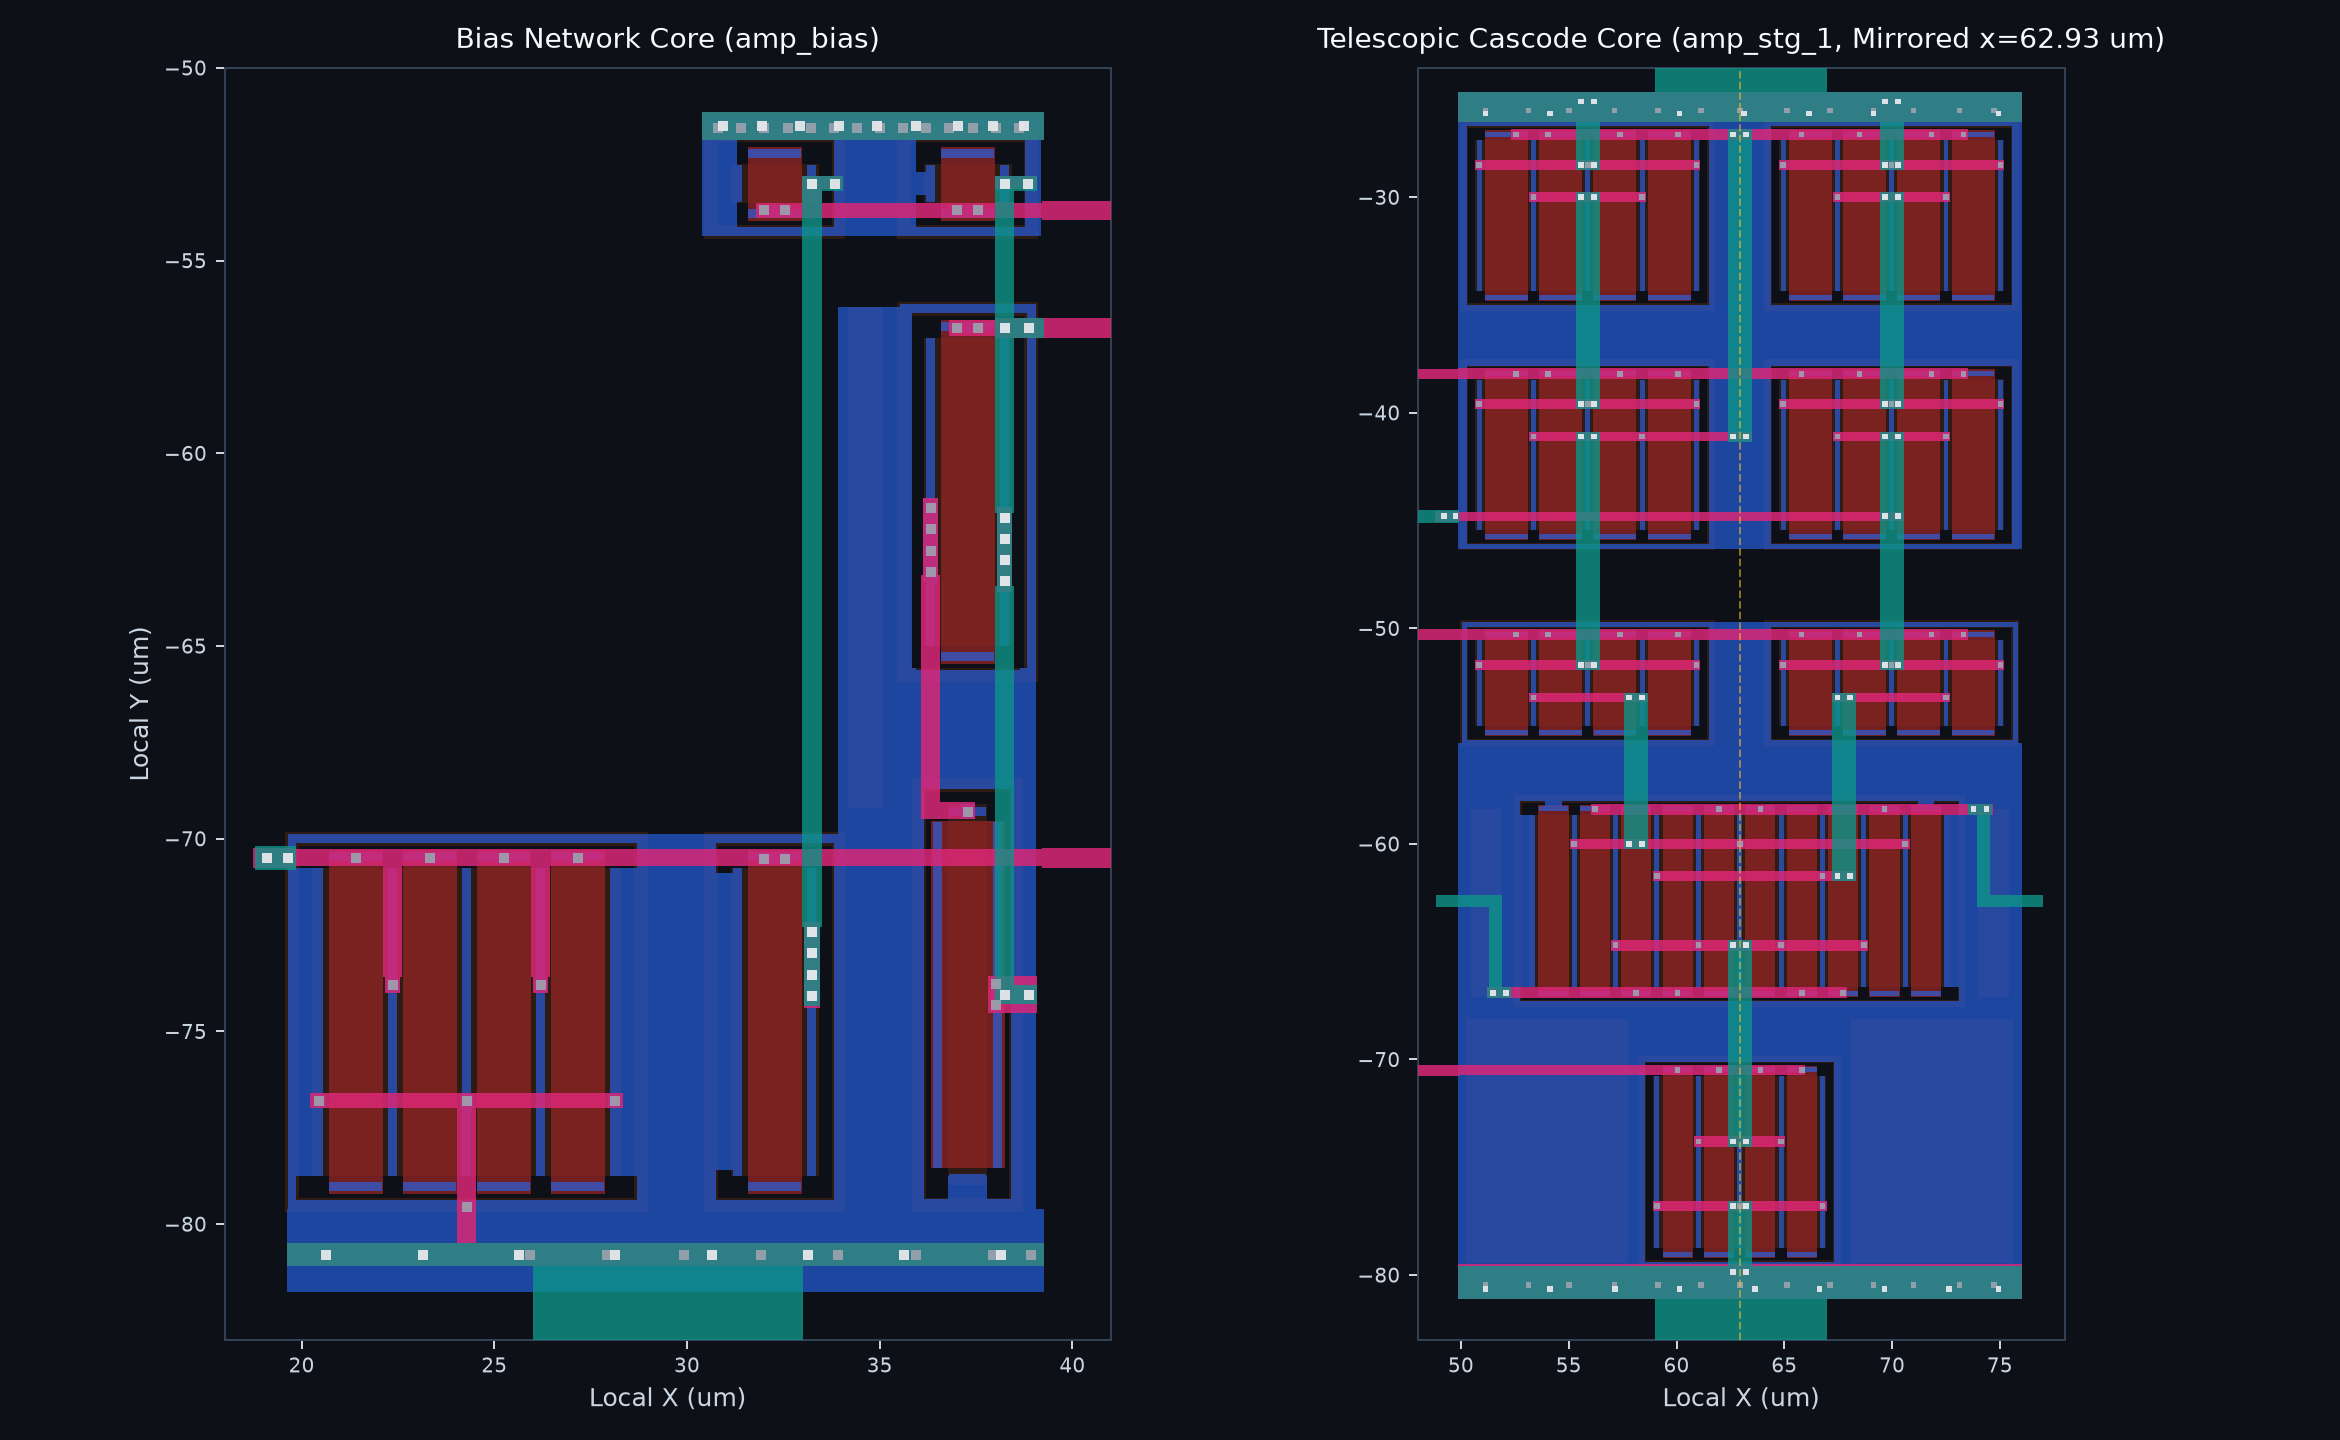 Bias Network Core (amp_bias)
−50
−55
−60
−65
−70
−75
−80
Local Y (um)
20 25 30 35 40
Local X (um)
Telescopic Cascode Core (amp_stg_1, Mirrored x=62.93 um)
−30
−40
−50
−60
−70
−80
50 55 60 65 70 75
Local X (um)